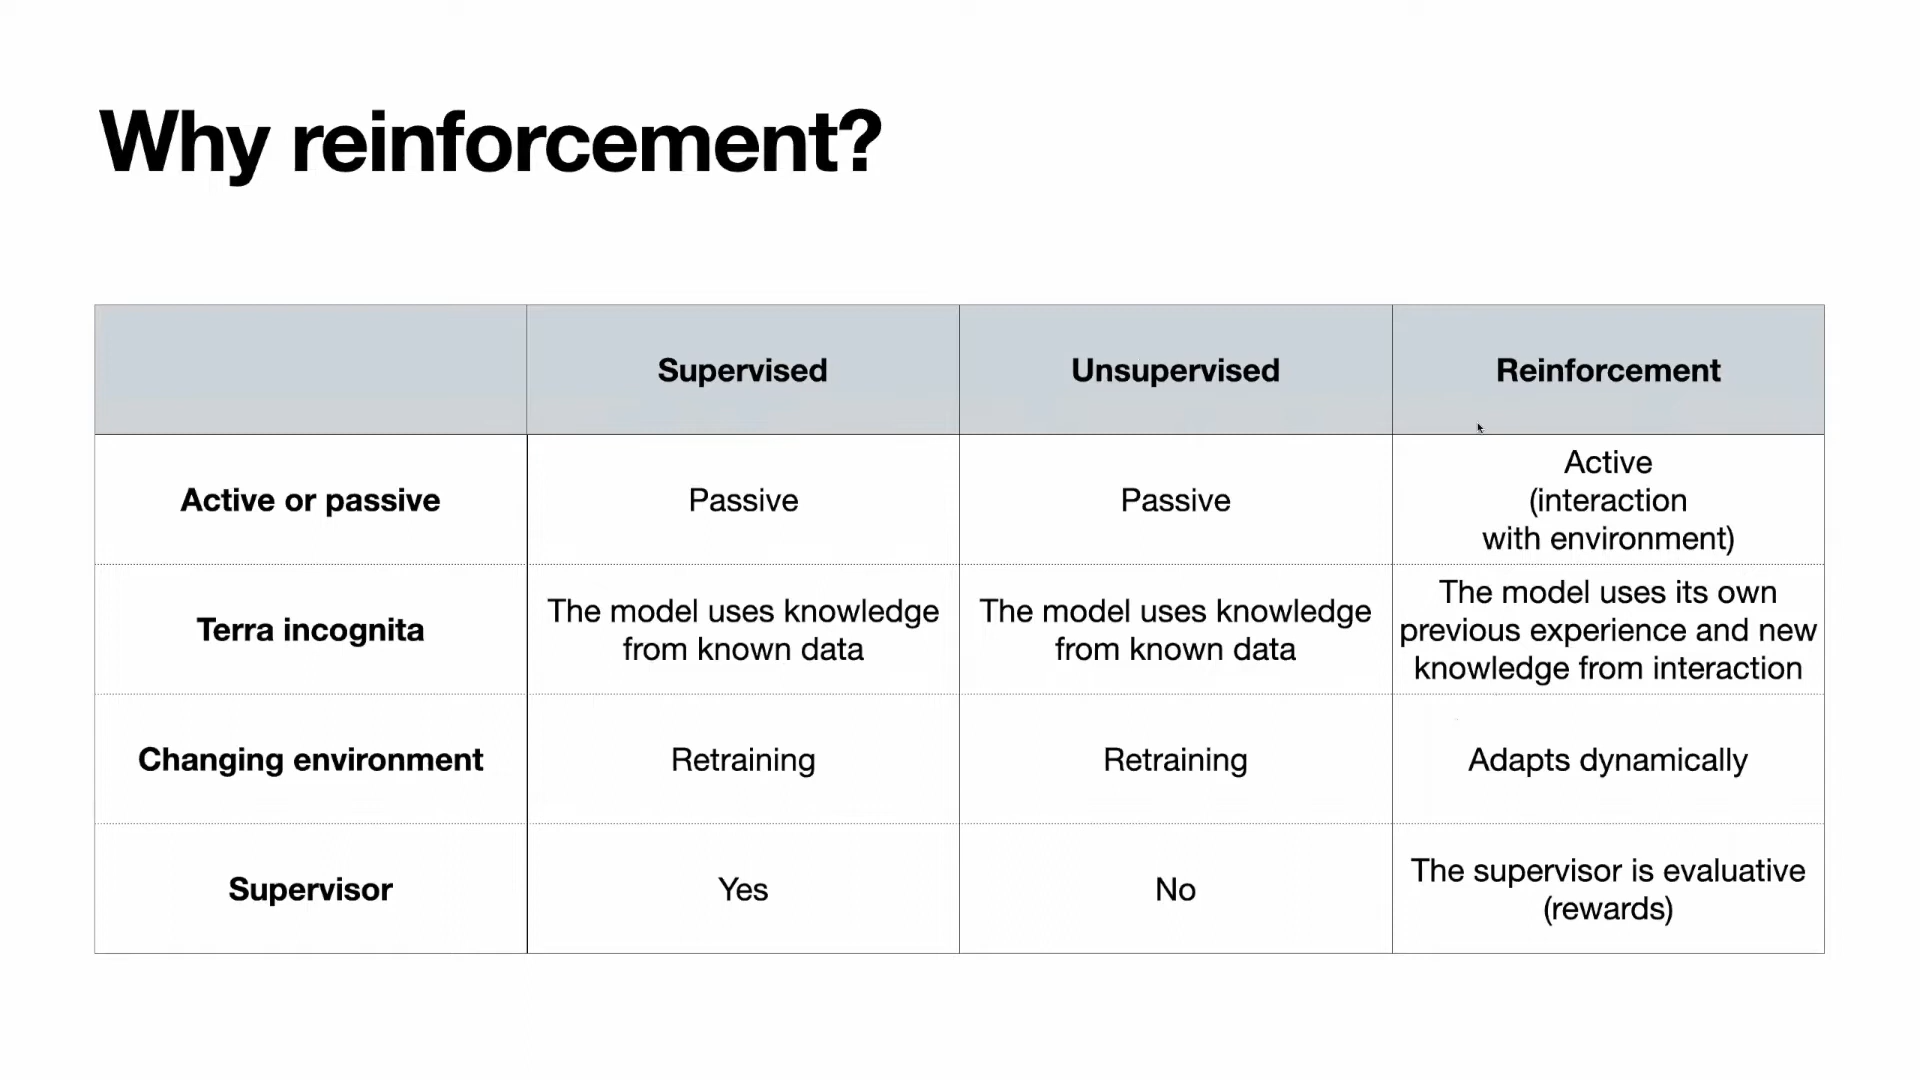 Why reinforcement?
Supervised
Unsupervised
Reinforcement
Active or passive
Passive
Passive
Active
(interaction
with environment)
Terra incognita
The model uses knowledge
from known data
The model uses knowledge
from known data
The model uses its own
previous experience and new
knowledge from interaction
Changing environment
Retraining
Retraining
Adapts dynamically
Supervisor
Yes
No
The supervisor is evaluative
(rewards)